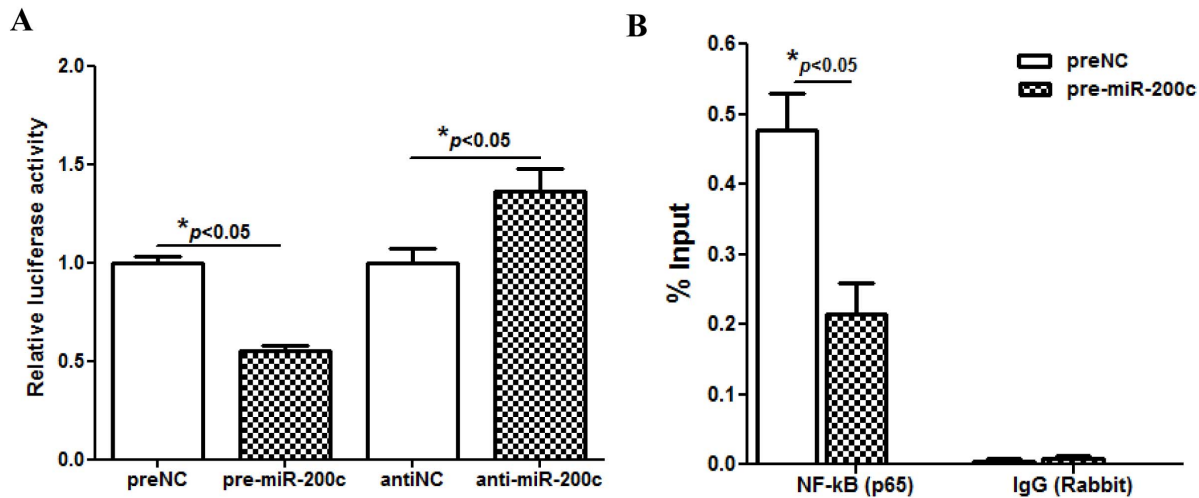 A
Relative luciferase activity
2.0
1.5
1.0
0.5
0.0
*p<0.05
*p<0.05
preNC
pre-miR-200c
antiNC
anti-miR-200c
B
% Input
0.6
0.5
0.4
0.3
0.2
0.1
0.0
*p<0.05
preNC
pre-miR-200c
NF-kB (p65)
IgG (Rabbit)